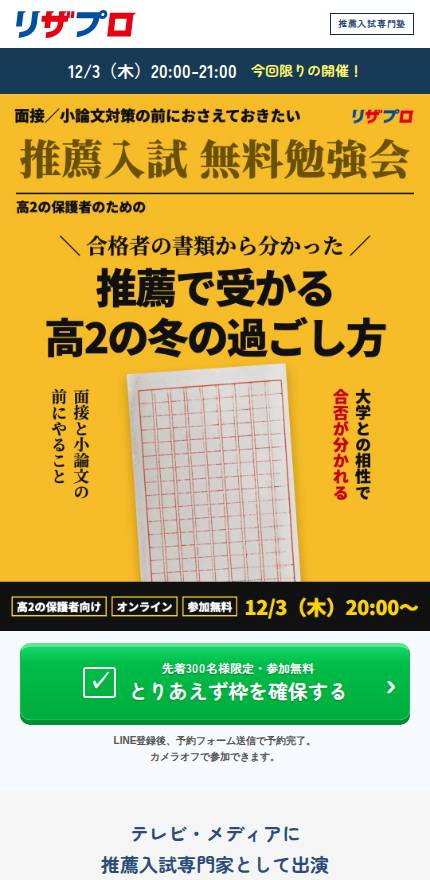 リザプロ
推薦入試専門塾
12/3（木）20:00-21:00 今回限りの開催！
面接／小論文対策の前におさえておきたい
リザプロ
推薦入試 無料勉強会
高2の保護者のための
＼ 合格者の書類から分かった ／
推薦で受かる
高2の冬の過ごし方
大学との相性で
合否が分かれる
面接と小論文の
前にやること
高2の保護者向け オンライン 参加無料 12/3（木）20:00〜
先着300名様限定・参加無料
とりあえず枠を確保する
LINE登録後、予約フォーム送信で予約完了。
カメラオフで参加できます。
テレビ・メディアに
推薦入試専門家として出演